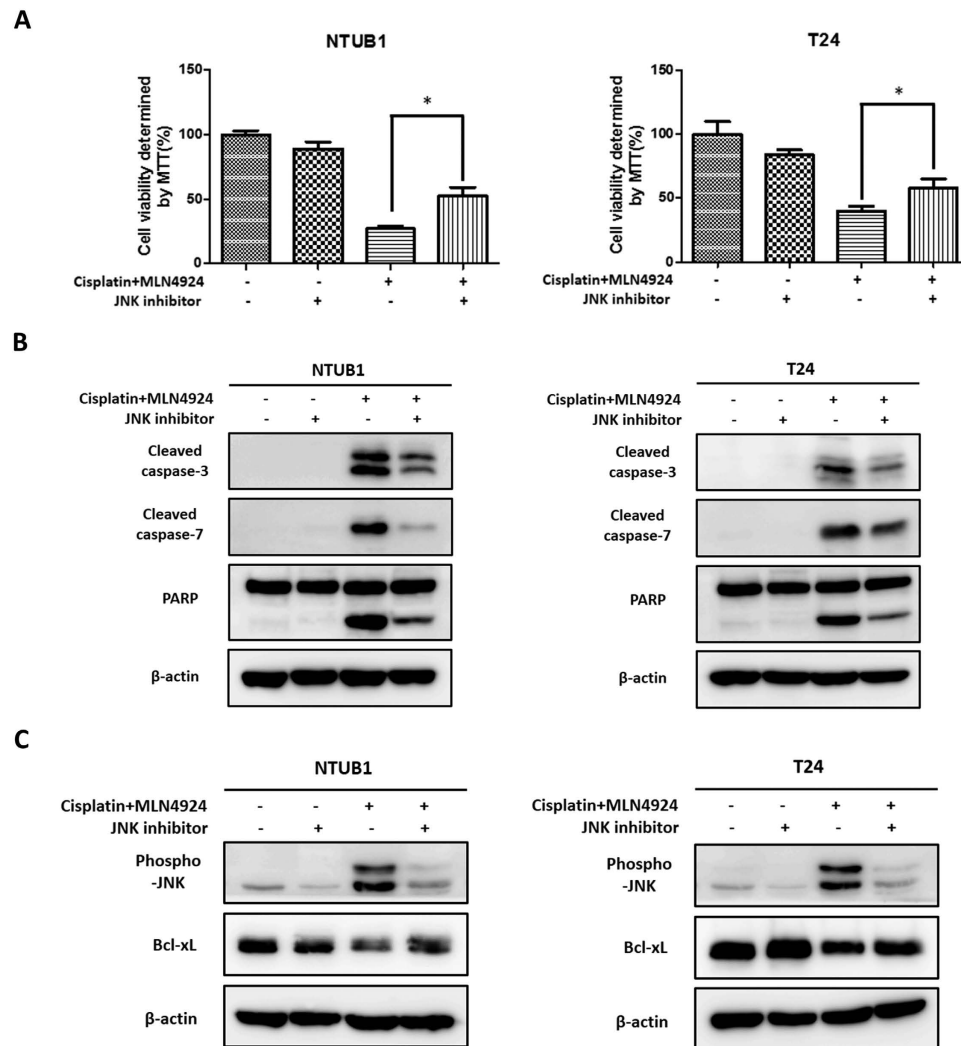 A
NTUB1
Cell viability determined
by MTT(%)
150
100
50
0
Cisplatin+MLN4924 - - + +
JNK inhibitor - + - +
*
T24
Cell viability determined
by MTT(%)
150
100
50
0
Cisplatin+MLN4924 - - + +
JNK inhibitor - + - +
*
B
NTUB1
Cisplatin+MLN4924 - - + +
JNK inhibitor - + - +
Cleaved
caspase-3
Cleaved
caspase-7
PARP
β-actin
T24
Cisplatin+MLN4924 - - + +
JNK inhibitor - + - +
Cleaved
caspase-3
Cleaved
caspase-7
PARP
β-actin
C
NTUB1
Cisplatin+MLN4924 - - + +
JNK inhibitor - + - +
Phospho
-JNK
Bcl-xL
β-actin
T24
Cisplatin+MLN4924 - - + +
JNK inhibitor - + - +
Phospho
-JNK
Bcl-xL
β-actin